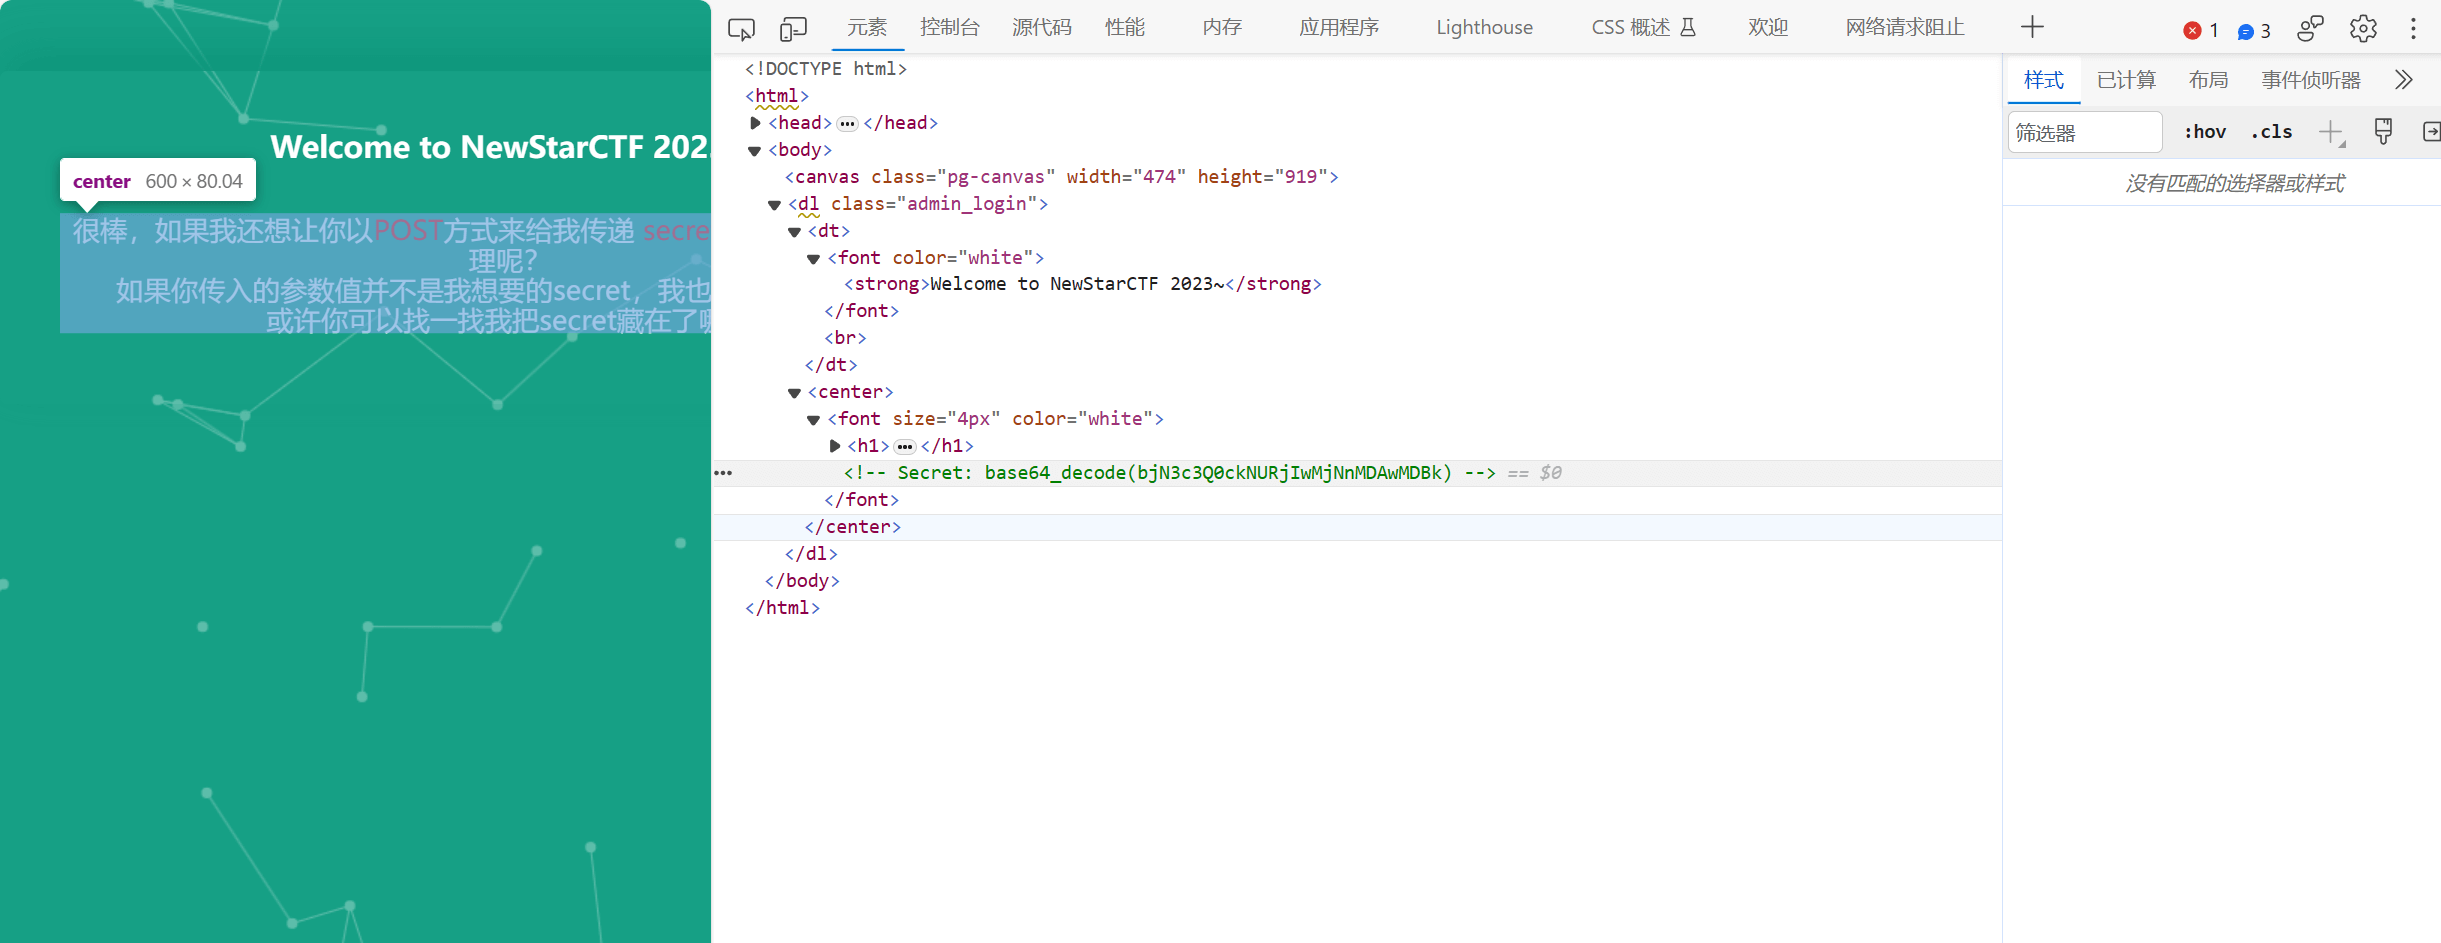 Welcome to NewStarCTF 202
center 600 × 80.04
很棒，如果我还想让你以POST方式来给我传递 secre
理呢？
如果你传入的参数值并不是我想要的secret，我也
或许你可以找一找我把secret藏在了
元素 控制台 源代码 性能 内存 应用程序 Lighthouse CSS 概述 欢迎 网络请求阻止 1 3
<!DOCTYPE html>
<html>
<head>…</head>
<body>
<canvas class="pg-canvas" width="474" height="919">
<dl class="admin_login">
<dt>
<font color="white">
<strong>Welcome to NewStarCTF 2023~</strong>
</font>
<br>
</dt>
<center>
<font size="4px" color="white">
<h1>…</h1>
<!-- Secret: base64_decode(bjN3c3Q0ckNURjIwMjNnMDAwMDBk) --> == $0
</font>
</center>
</dl>
</body>
</html>
样式 已计算 布局 事件侦听器
筛选器 :hov .cls
没有匹配的选择器或样式